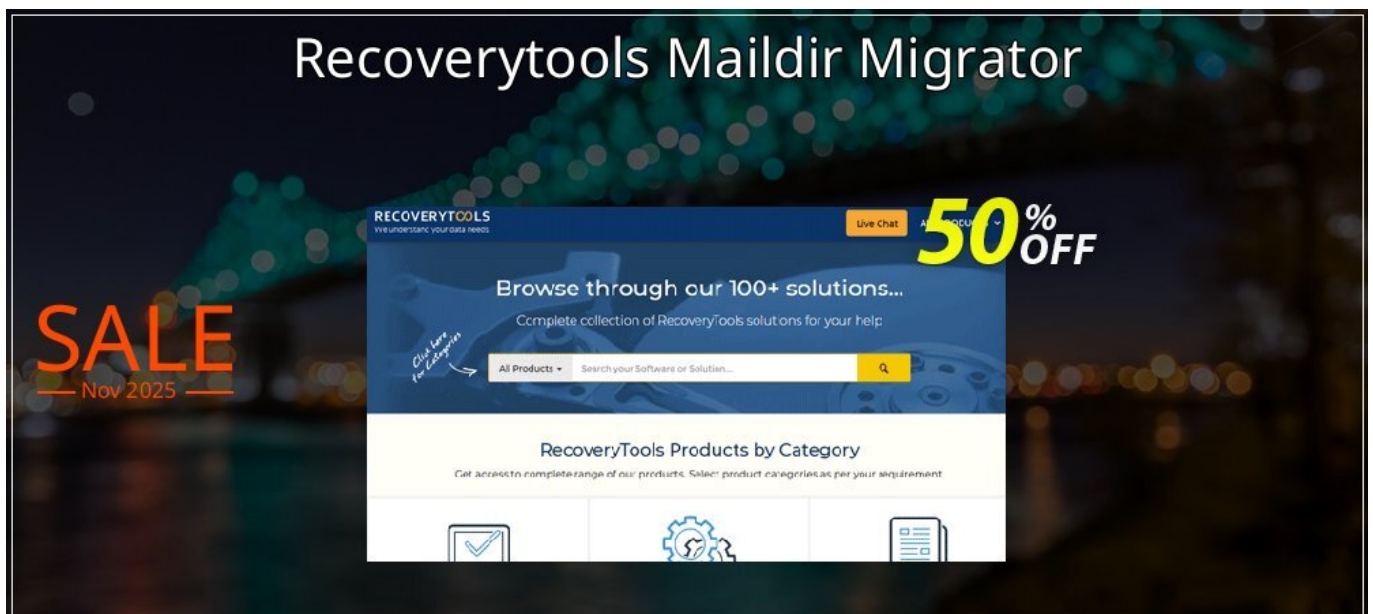 Recoverytools Maildir Migrator
RECOVERYTOOLS
We understand your data needs
Live Chat
50% OFF
Browse through our 100+ solutions...
Complete collection of RecoveryTools solutions for your help
Click here
for Categories
All Products
Search your Software or Solution...
SALE
Nov 2025
RecoveryTools Products by Category
Get access to complete range of our products. Select product categories as per your requirement